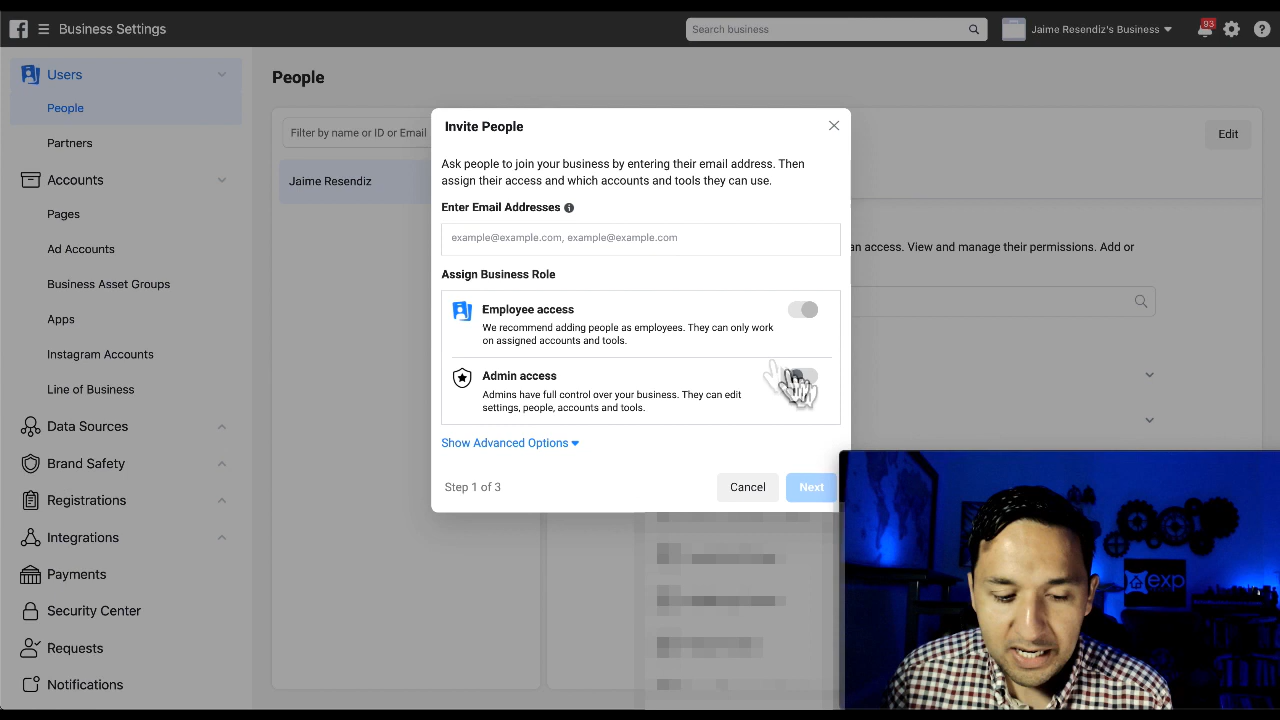 Business Settings
Search business
Jaime Resendiz's Business
93
Users
People
Partners
Accounts
Pages
Ad Accounts
Business Asset Groups
Apps
Instagram Accounts
Line of Business
Data Sources
Brand Safety
Registrations
Integrations
Payments
Security Center
Requests
Notifications
People
Filter by name or ID or Email
Jaime Resendiz
Edit
an access. View and manage their permissions. Add or
Invite People
Ask people to join your business by entering their email address. Then
assign their access and which accounts and tools they can use.
Enter Email Addresses
example@example.com, example@example.com
Assign Business Role
Employee access
We recommend adding people as employees. They can only work
on assigned accounts and tools.
Admin access
Admins have full control over your business. They can edit
settings, people, accounts and tools.
Show Advanced Options
Step 1 of 3
Cancel
Next
exp